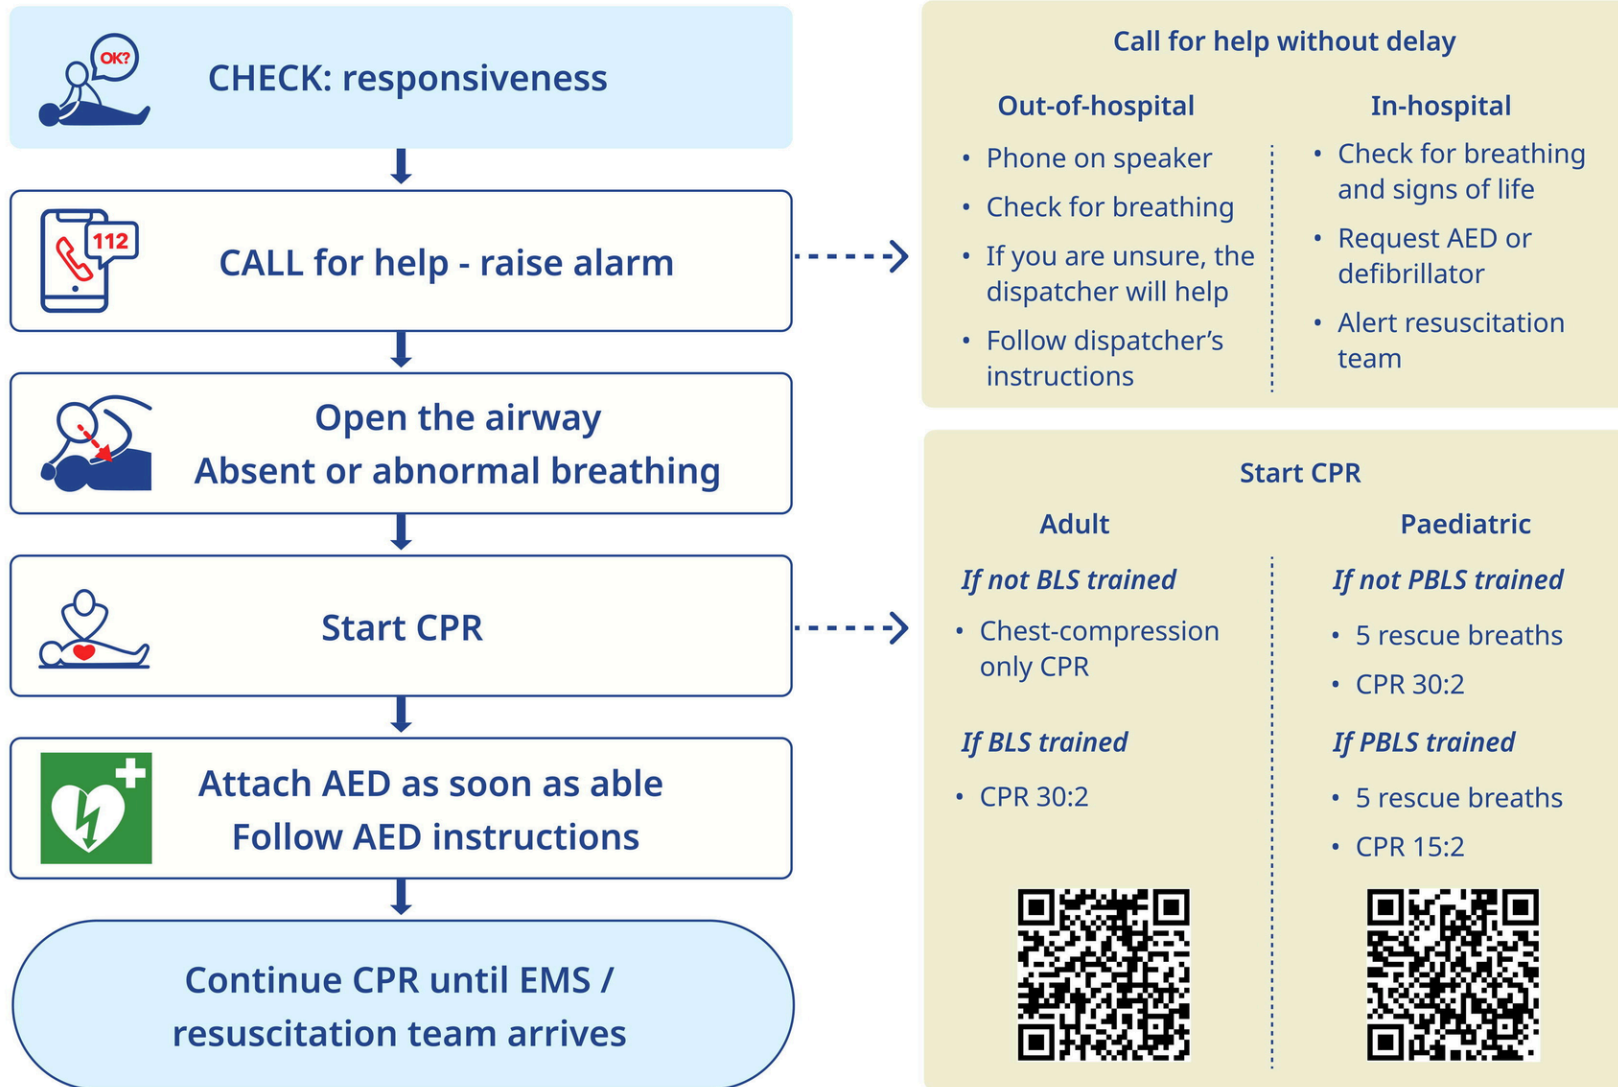 OK?
CHECK: responsiveness
112
CALL for help - raise alarm
Open the airway
Absent or abnormal breathing
Start CPR
Attach AED as soon as able
Follow AED instructions
Continue CPR until EMS /
resuscitation team arrives
Call for help without delay
Out-of-hospital
• Phone on speaker
• Check for breathing
• If you are unsure, the
dispatcher will help
• Follow dispatcher’s
instructions
In-hospital
• Check for breathing
and signs of life
• Request AED or
defibrillator
• Alert resuscitation
team
Start CPR
Adult
If not BLS trained
• Chest-compression
only CPR
If BLS trained
• CPR 30:2
Paediatric
If not PBLS trained
• 5 rescue breaths
• CPR 30:2
If PBLS trained
• 5 rescue breaths
• CPR 15:2